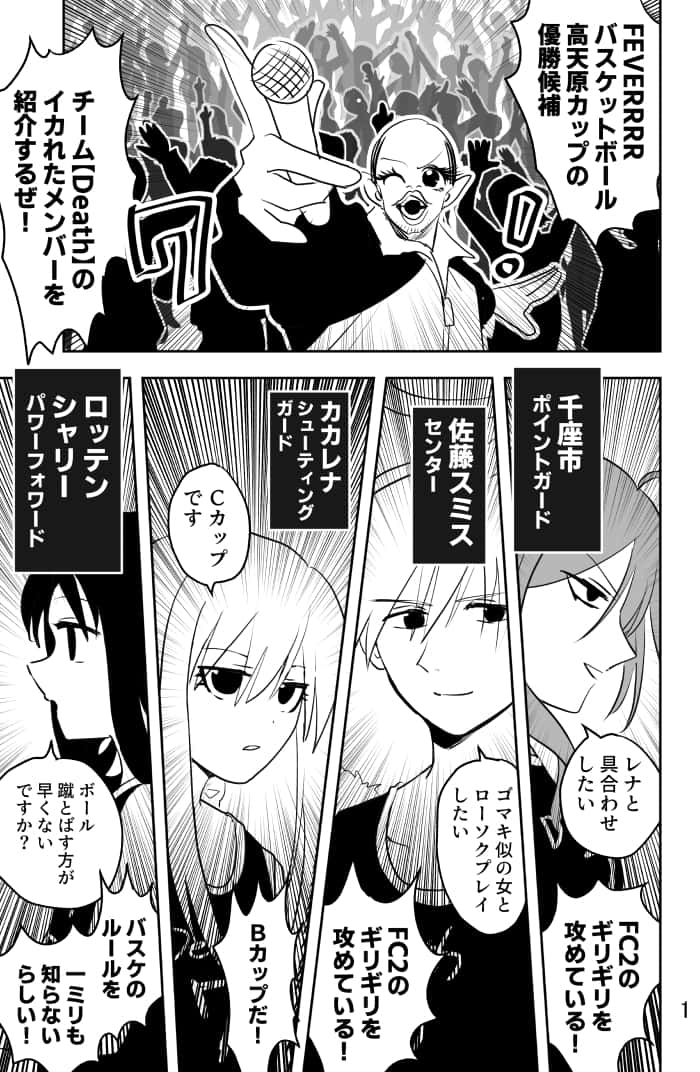 FEVERRRR
バスケットボール
高天原カップの
優勝候補
チーム【Death】の
イカれたメンバーを
紹介するぜ！
ワ!
千座市
ポイントガード
レナと
具合わせ
したい
FC2の
ギリギリを
攻めている！
佐藤スミス
センター
ゴマキ似の女と
ローソクプレイ
したい
FC2の
ギリギリを
攻めている！
カカレナ
シューティング
ガード
Cカップ
です
Bカップだ！
ロッテン
シャリー
パワーフォワード
ボール
蹴とばす方が
早くない
ですか？
バスケの
ルールを
一ミリも
知らない
らしい！
1